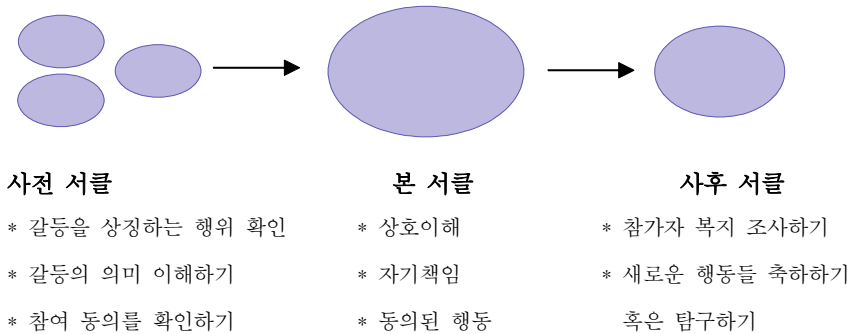 사전 서클
* 갈등을 상징하는 행위 확인
* 갈등의 의미 이해하기
* 참여 동의를 확인하기
본 서클
* 상호이해
* 자기책임
* 동의된 행동
사후 서클
* 참가자 복지 조사하기
* 새로운 행동들 축하하기
혹은 탐구하기